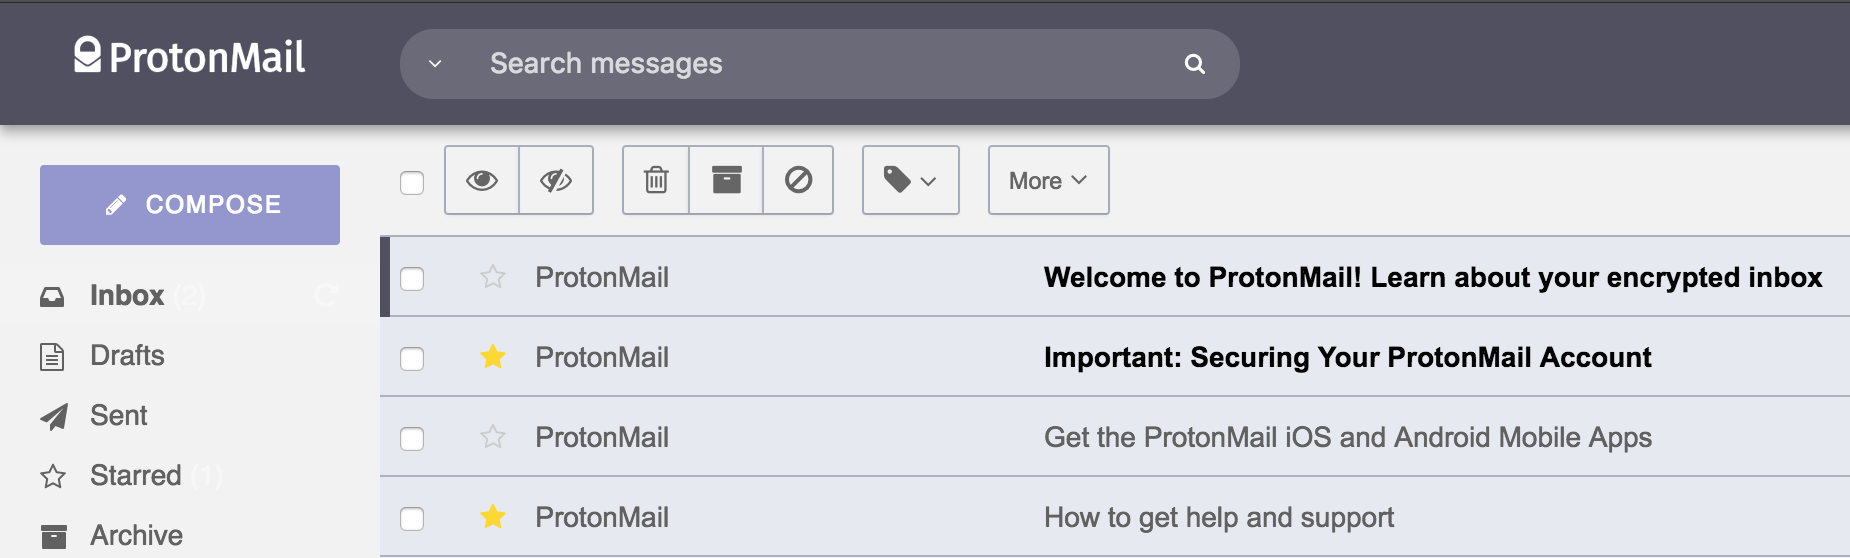 ProtonMail
Search messages
COMPOSE
More
Inbox (2)
Drafts
Sent
Starred (1)
Archive
ProtonMail Welcome to ProtonMail! Learn about your encrypted inbox
ProtonMail Important: Securing Your ProtonMail Account
ProtonMail Get the ProtonMail iOS and Android Mobile Apps
ProtonMail How to get help and support